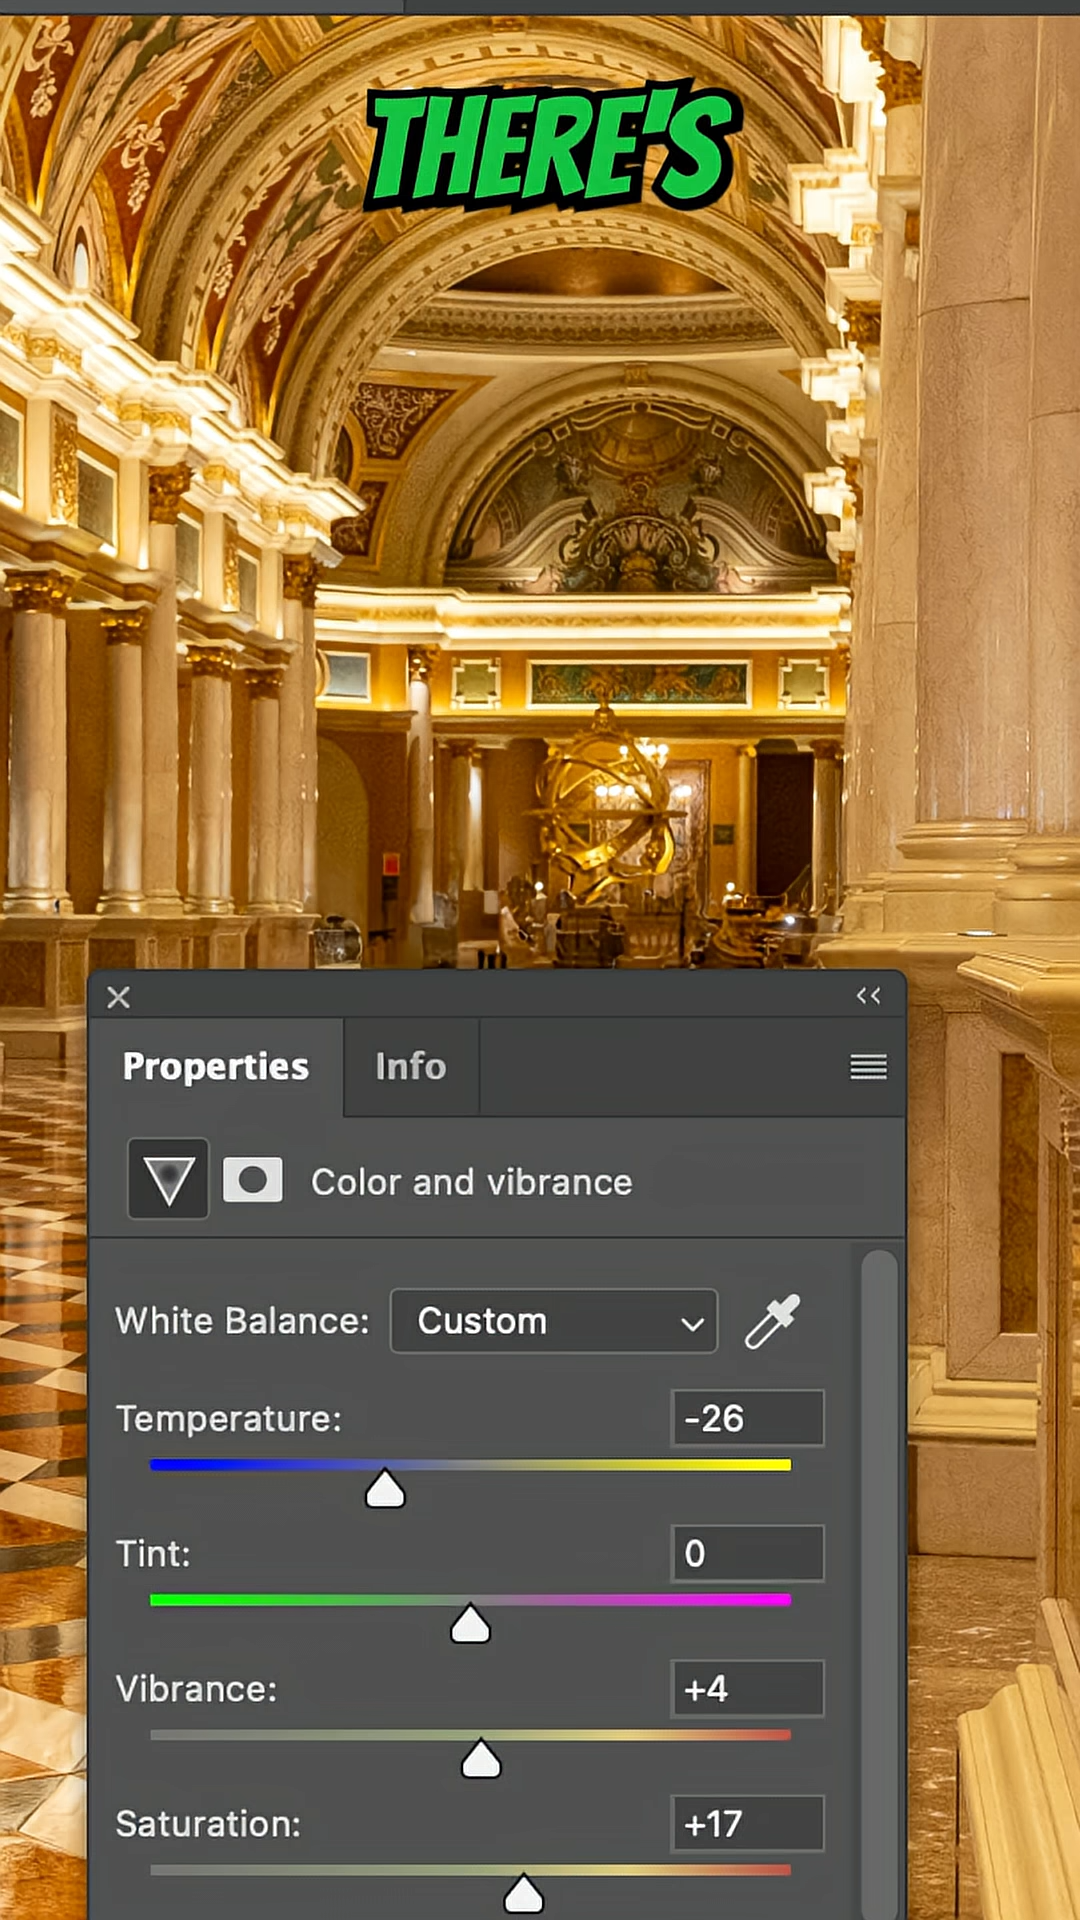 THERE'S
Properties
Info
Color and vibrance
White Balance: Custom
Temperature: -26
Tint: 0
Vibrance: +4
Saturation: +17